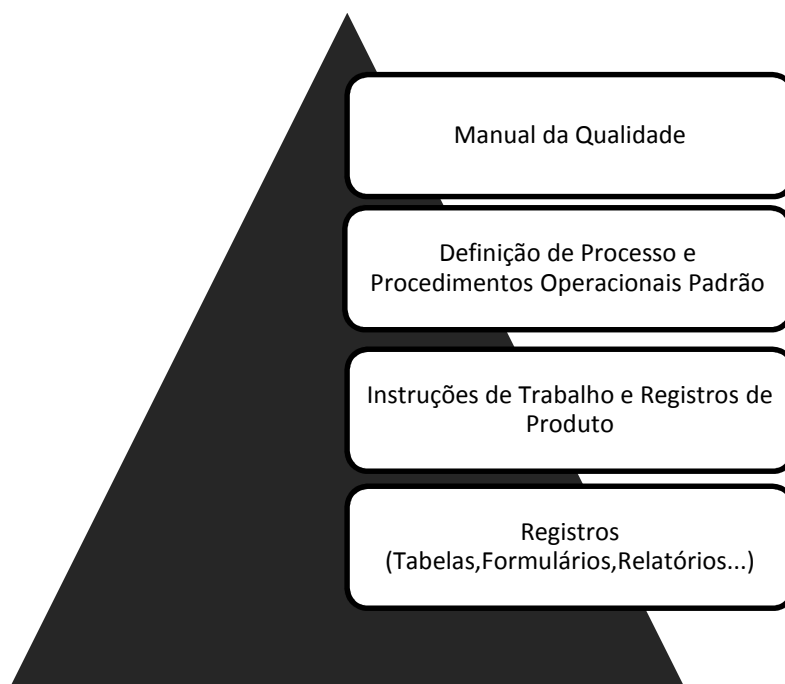 Manual da Qualidade
Definição de Processo e
Procedimentos Operacionais Padrão
Instruções de Trabalho e Registros de
Produto
Registros
(Tabelas,Formulários,Relatórios...)